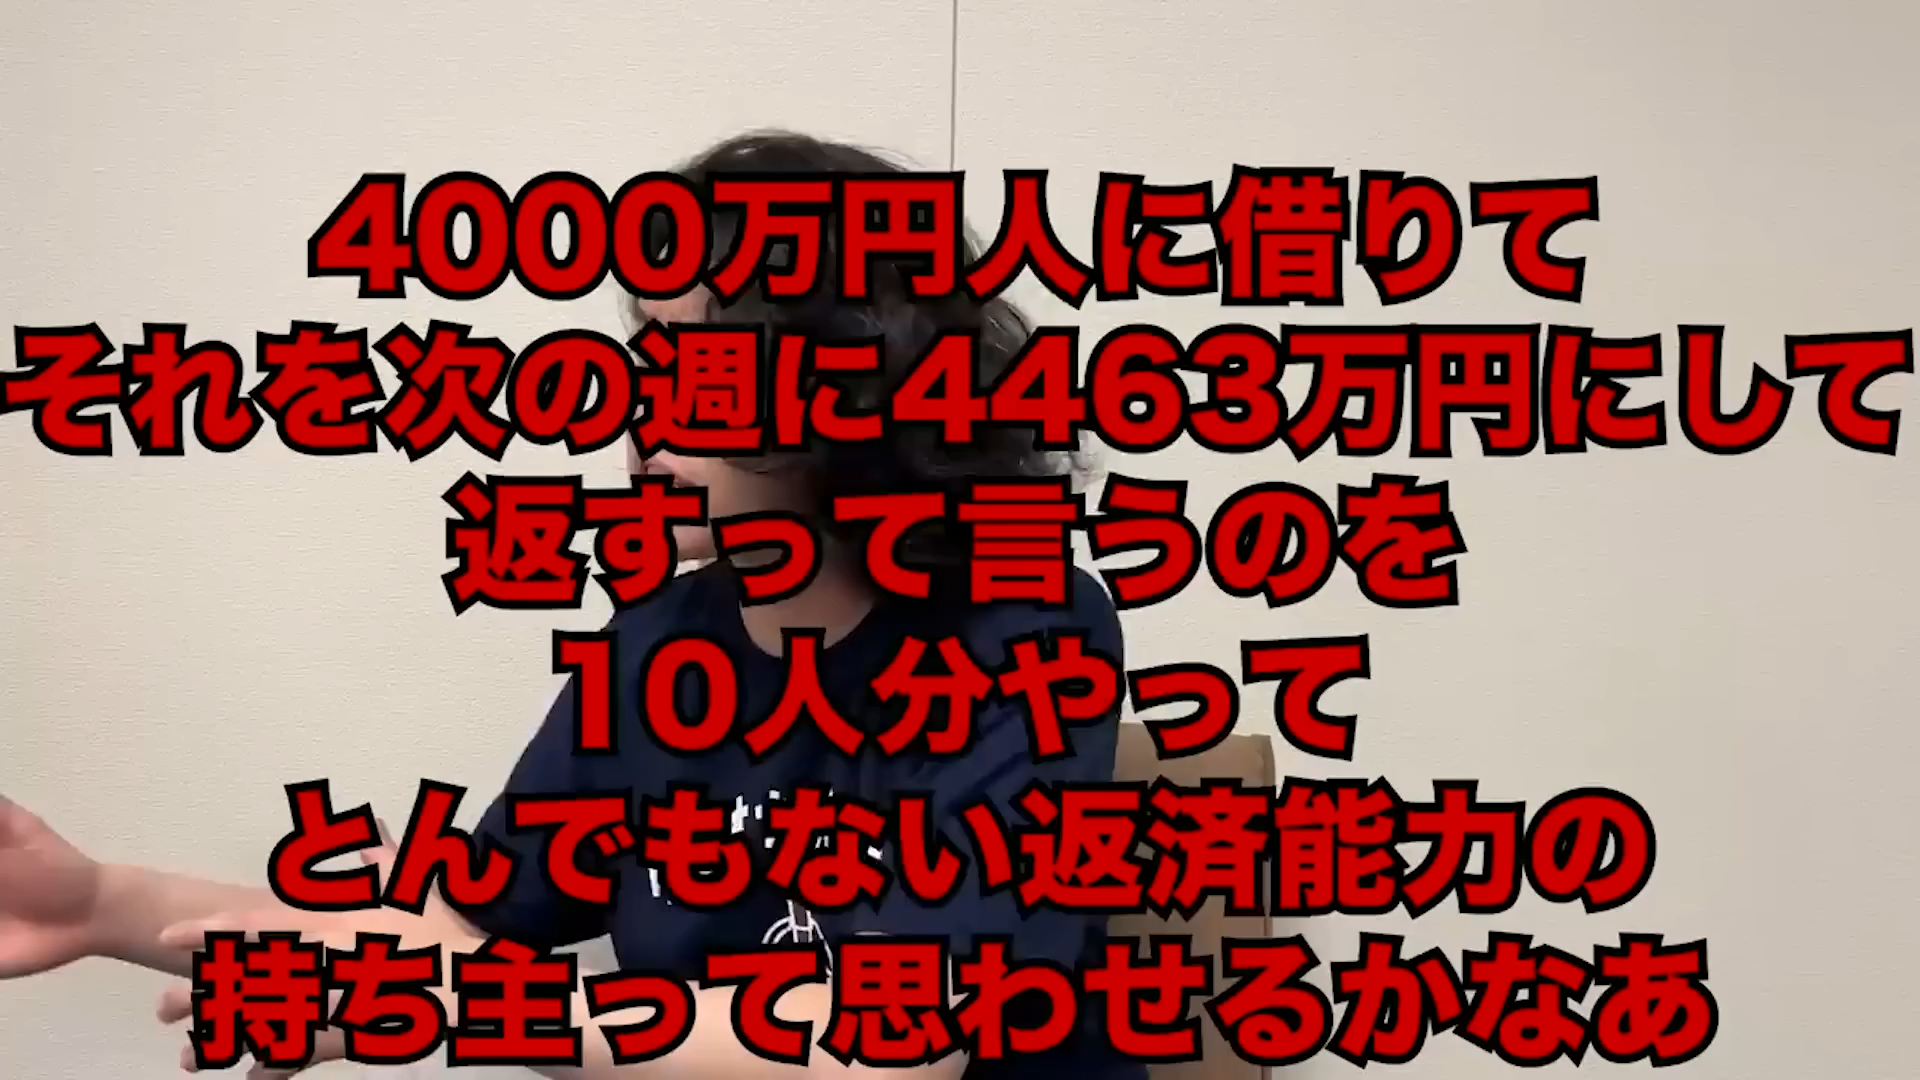 4000万円人に借りて
それを次の週に4463万円にして
返すって言うのを
10人分やって
とんでもない返済能力の
持ち主って思わせるかなあ